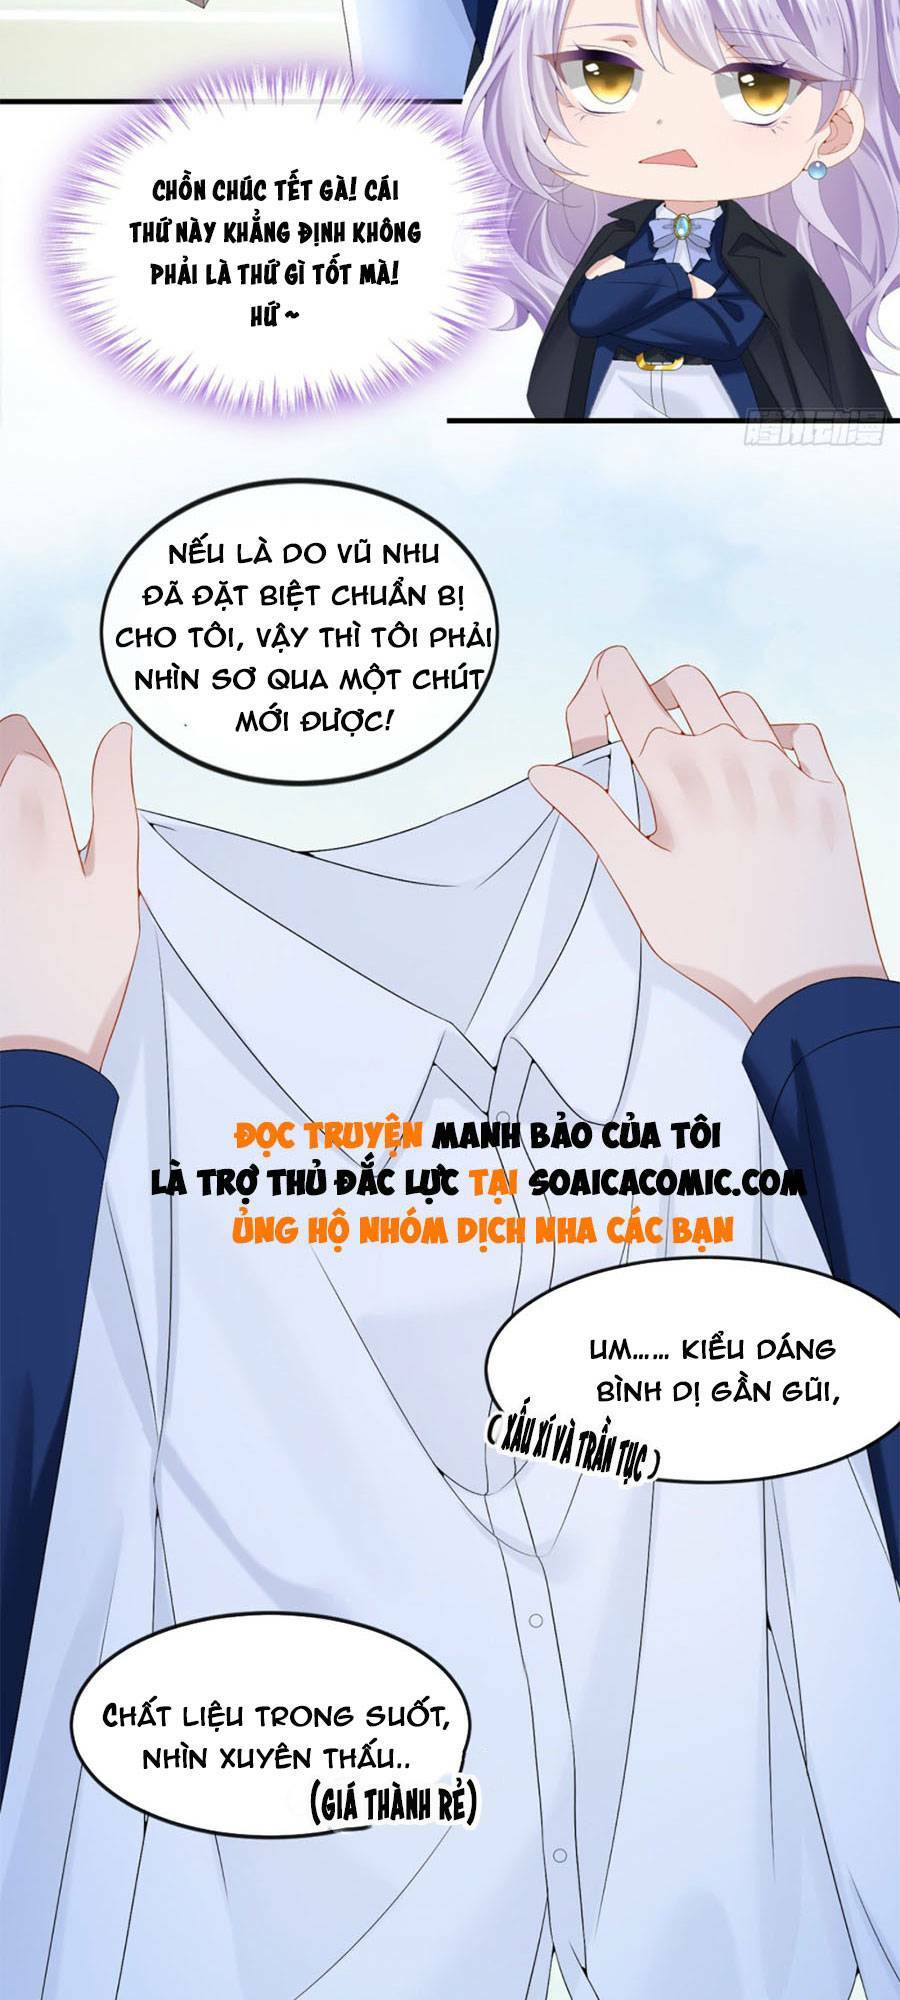 CHỒN CHÚC TẾT GÀ! CÁI
THỨ NÀY KHẲNG ĐỊNH KHÔNG
PHẢI LÀ THỨ GÌ TỐT MÀ!
HỨ ~
腾讯动漫
NẾU LÀ DO VŨ NHU
ĐÃ ĐẶT BIỆT CHUẨN BỊ
CHO TÔI, VẬY THÌ TÔI PHẢI
NHÌN SƠ QUA MỘT CHÚT
MỚI ĐƯỢC!
ĐỌC TRUYỆN MANH BẢO CỦA TÔI
LÀ TRỢ THỦ ĐẮC LỰC TẠI SOAICACOMIC.COM
ỦNG HỘ NHÓM DỊCH NHA CÁC BẠN
UM...... KIỂU DÁNG
BÌNH DỊ GẦN GŨI,
( XẤU XÍ VÀ TRẦN TỤC )
CHẤT LIỆU TRONG SUỐT,
NHÌN XUYÊN THẤU..
(GIÁ THÀNH RẺ)